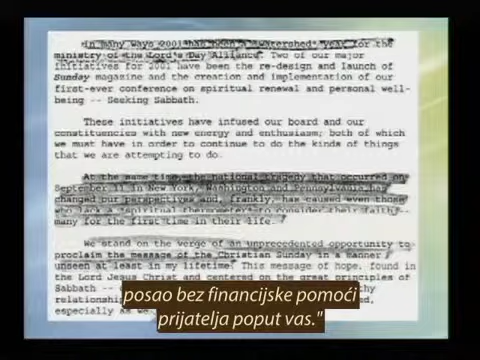 In many ways 2001 has been a "watershed" year for the
ministry of the Lord's Day Alliance. Two of our major
initiatives for 2001 have been the re-design and launch of
Sunday magazine and the creation and implementation of our
first-ever conference on spiritual renewal and personal well-
being -- Seeking Sabbath.
These initiatives have infused our board and our
constituencies with new energy and enthusiasm; both of which
we must have in order to continue to do the kinds of things
that we are attempting to do.
At the same time, the national tragedy that occurred on
September 11 in New York, Washington and Pennsylvania has
changed our perspectives and, frankly, has caused even those
who lack a "spiritual thermometer" to consider their faith --
many for the first time in their life.
We stand on the verge of an unprecedented opportunity to
proclaim the message of the Christian Sunday in a manner
unseen at least in my lifetime. This message of hope, found in
the Lord Jesus Christ and centered on the great principles of
Sabbath --
relationsh
especially as we
posao bez financijske pomoći
prijatelja poput vas."